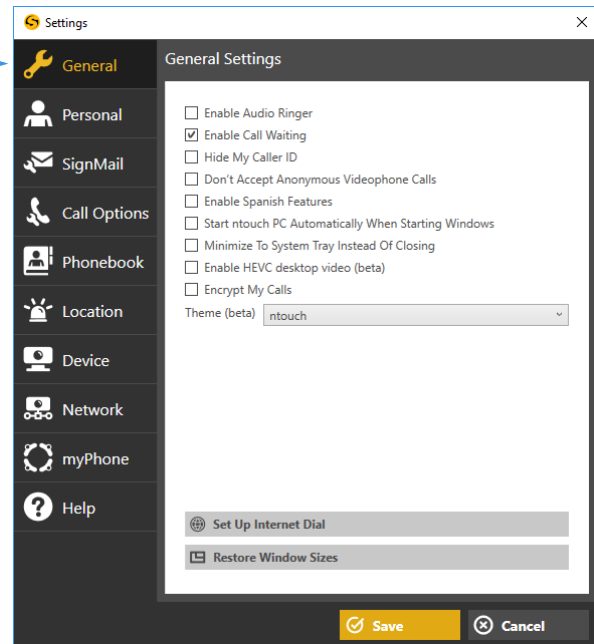 Settings
General
Personal
SignMail
Call Options
Phonebook
Location
Device
Network
myPhone
Help
General Settings
Enable Audio Ringer
Enable Call Waiting
Hide My Caller ID
Don't Accept Anonymous Videophone Calls
Enable Spanish Features
Start ntouch PC Automatically When Starting Windows
Minimize To System Tray Instead Of Closing
Enable HEVC desktop video (beta)
Encrypt My Calls
Theme (beta) ntouch
Set Up Internet Dial
Restore Window Sizes
Save
Cancel